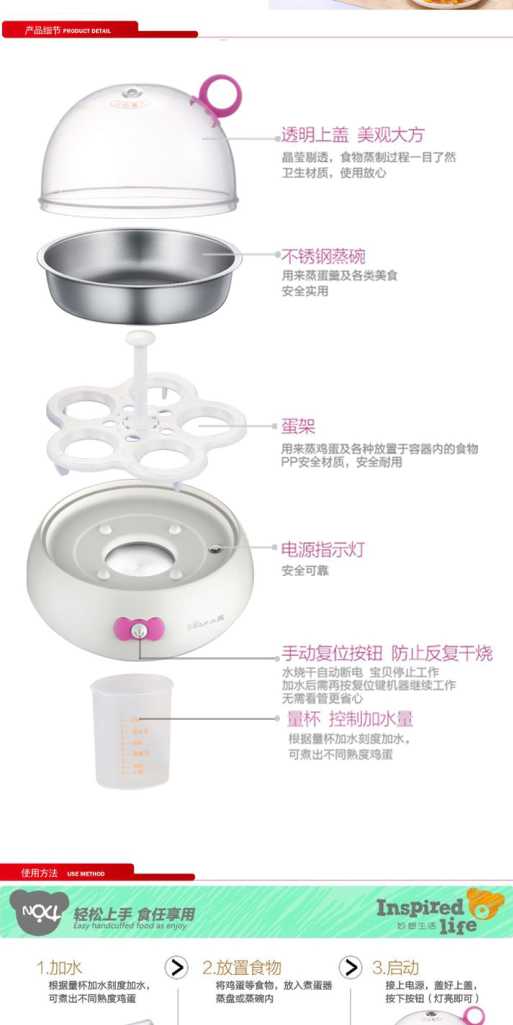 产品细节 PRODUCT DETAIL
透明上盖 美观大方
晶莹剔透，食物蒸制过程一目了然
卫生材质，使用放心
不锈钢蒸碗
用来蒸蛋羹及各类美食
安全实用
蛋架
用来蒸鸡蛋及各种放置于容器内的食物
PP安全材质，安全耐用
电源指示灯
安全可靠
手动复位按钮 防止反复干烧
水烧干自动断电 宝贝停止工作
加水后需再按复位键机器继续工作
无需看管更省心
量杯 控制加水量
根据量杯加水刻度加水，
可煮出不同熟度鸡蛋
使用方法 USE METHOD
轻松上手 食任享用
Easy handcuffed food as enjoy
Inspired
妙想生活 life
1.加水
根据量杯加水刻度加水，
可煮出不同熟度鸡蛋
2.放置食物
将鸡蛋等食物，放入煮蛋器
蒸盘或蒸碗内
3.启动
接上电源，盖好上盖，
按下按钮（灯亮即可）